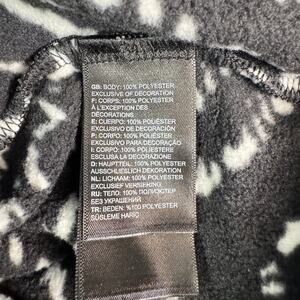 GB: BODY: 100% POLYESTER
EXCLUSIVE OF DECORATION
F: CORPS: 100% POLYESTER
À L'EXCEPTION DES
DÉCORATIONS
E: CUERPO: 100% POLIÉSTER
EXCLUSIVO DE DECORACIÓN
P: CORPO: 100% POLIÉSTER
EXCLUSIVO PARA DECORAÇÃO
I: CORPO: 100% POLIESTERE
ESCLUSA LA DECORAZIONE
D: HAUPTTEIL: 100% POLYESTER
AUSSCHLIEßLICH DEKORATION
NL: LICHAAM: 100% POLYESTER
EXCLUSIEF VERSIERING
RU: ТЕЛО: 100% ПОЛИЭСТЕР
БЕЗ УКРАШЕНИЙ
TR: BEDEN: %100 POLYESTER
SÜSLEME HARİÇ